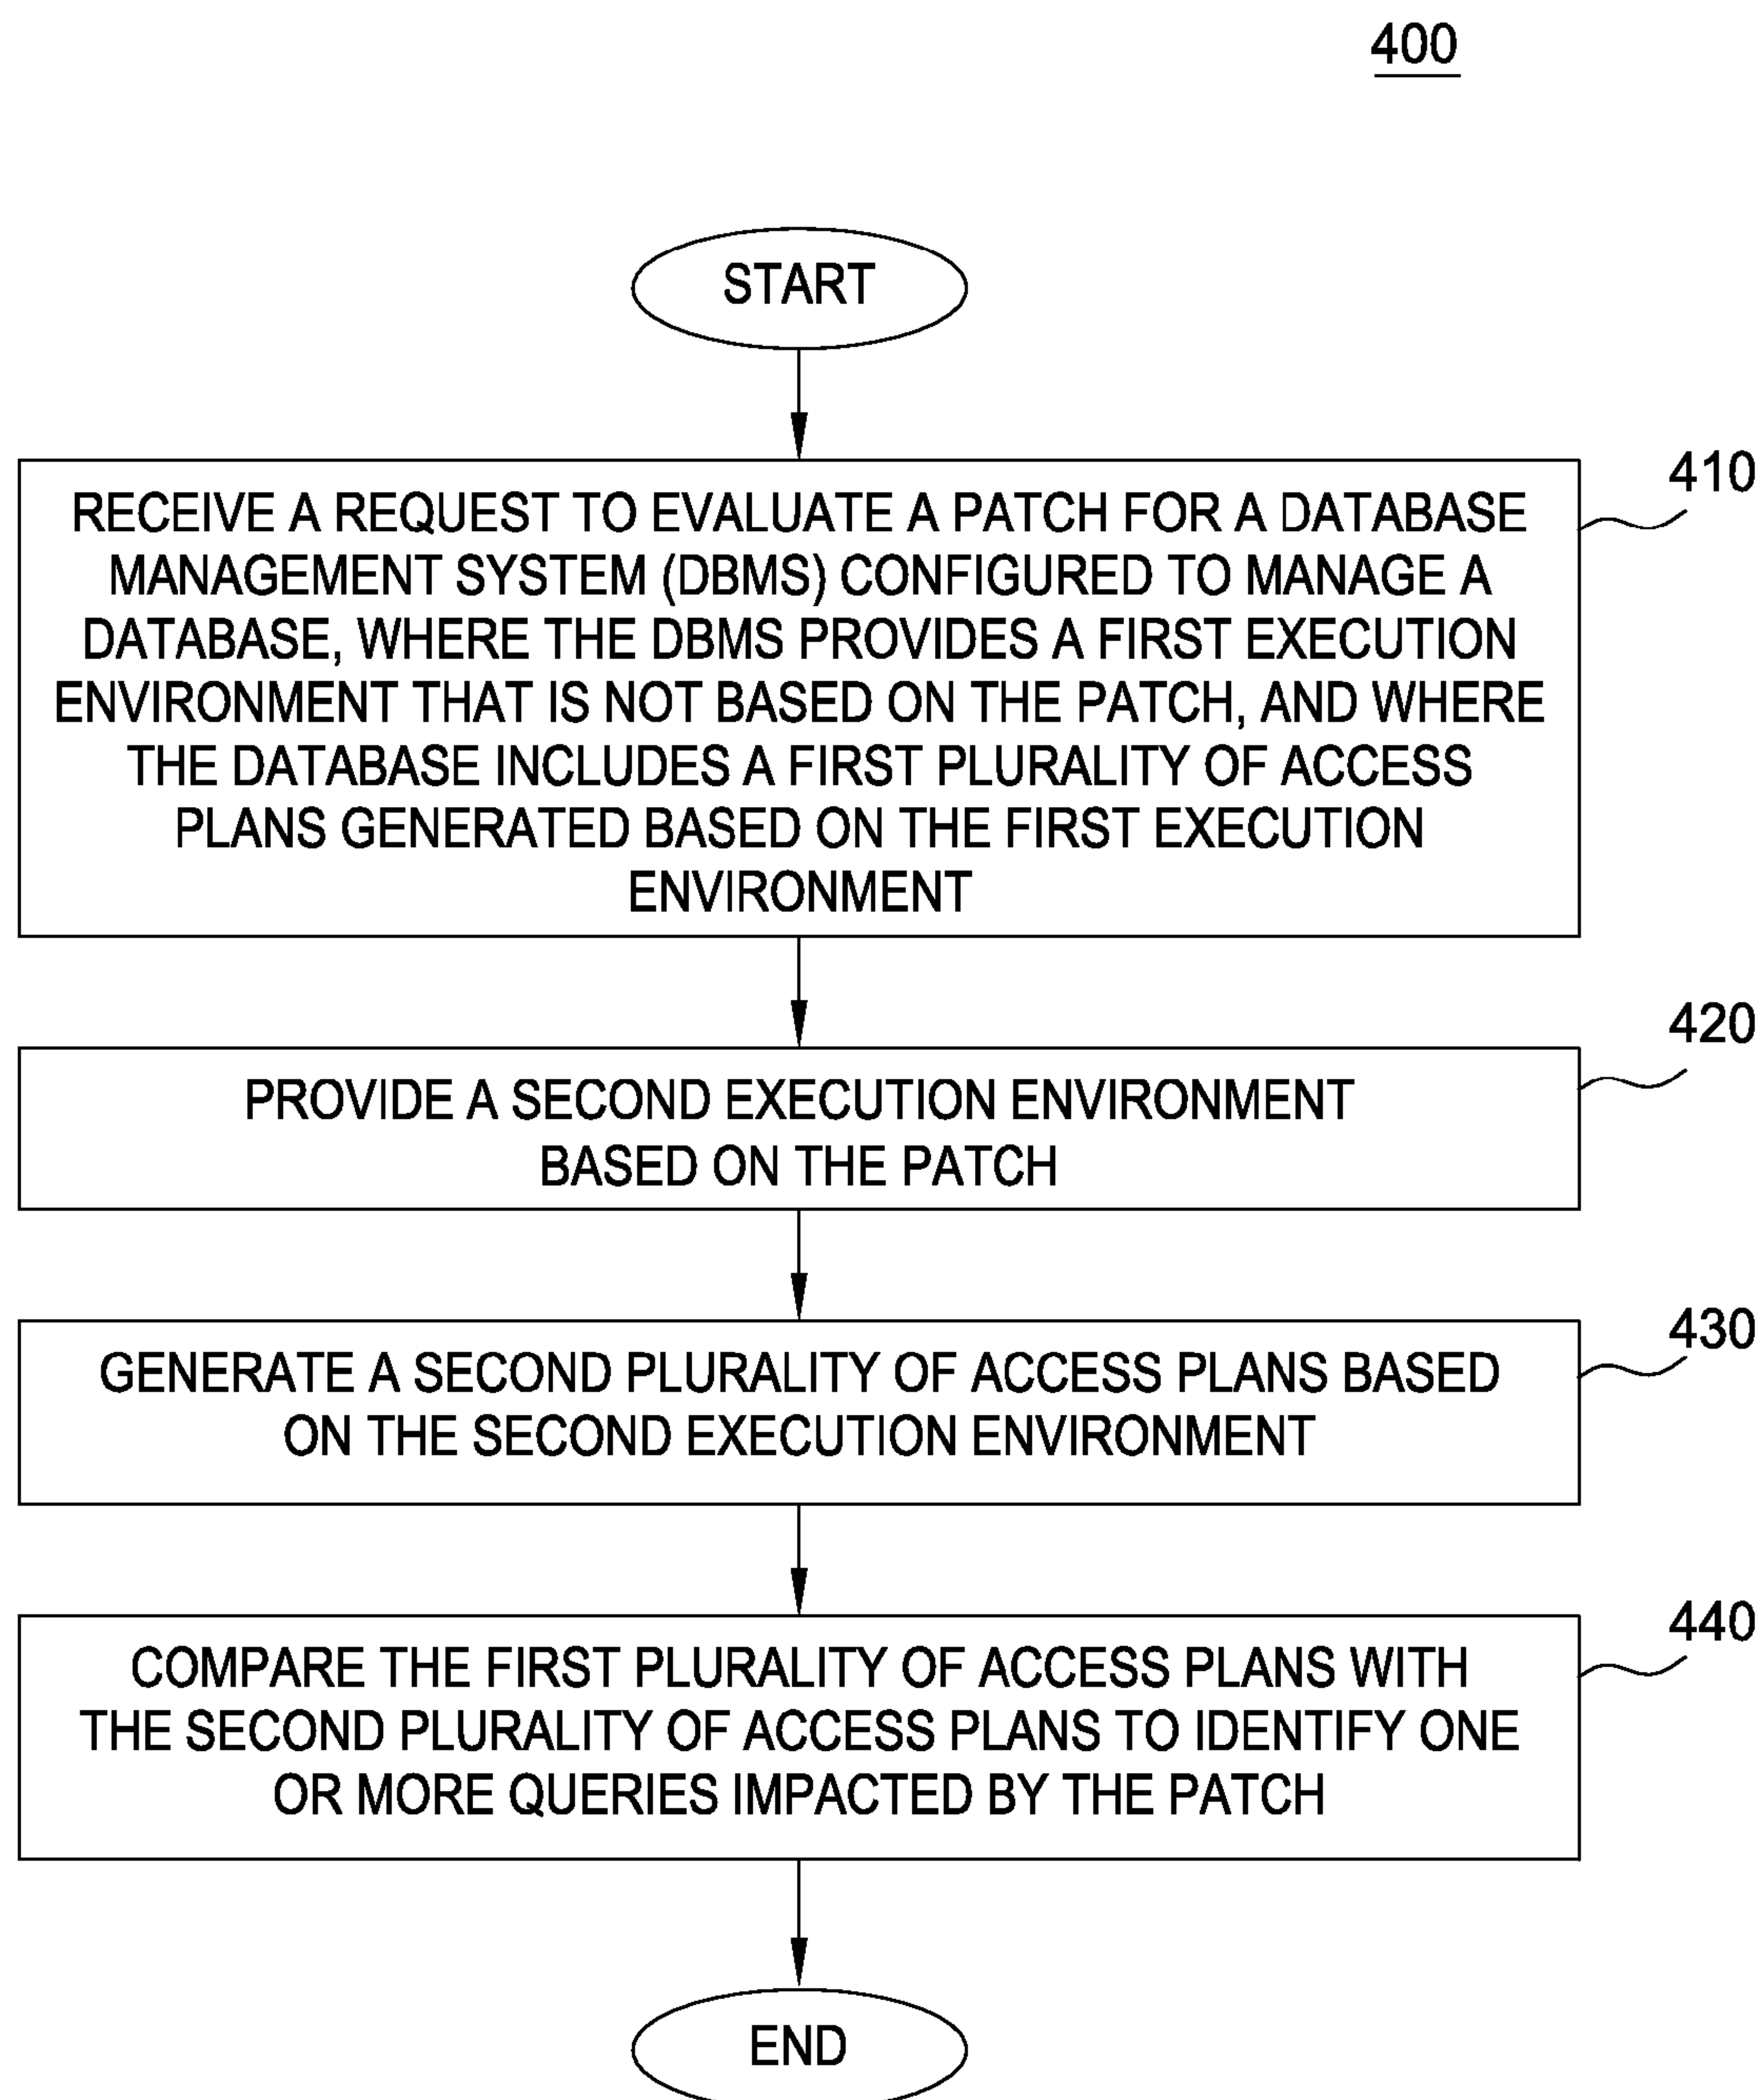 400
START
410
RECEIVE A REQUEST TO EVALUATE A PATCH FOR A DATABASE
MANAGEMENT SYSTEM (DBMS) CONFIGURED TO MANAGE A
DATABASE, WHERE THE DBMS PROVIDES A FIRST EXECUTION
ENVIRONMENT THAT IS NOT BASED ON THE PATCH, AND WHERE
THE DATABASE INCLUDES A FIRST PLURALITY OF ACCESS
PLANS GENERATED BASED ON THE FIRST EXECUTION
ENVIRONMENT
420
PROVIDE A SECOND EXECUTION ENVIRONMENT
BASED ON THE PATCH
430
GENERATE A SECOND PLURALITY OF ACCESS PLANS BASED
ON THE SECOND EXECUTION ENVIRONMENT
440
COMPARE THE FIRST PLURALITY OF ACCESS PLANS WITH
THE SECOND PLURALITY OF ACCESS PLANS TO IDENTIFY ONE
OR MORE QUERIES IMPACTED BY THE PATCH
END